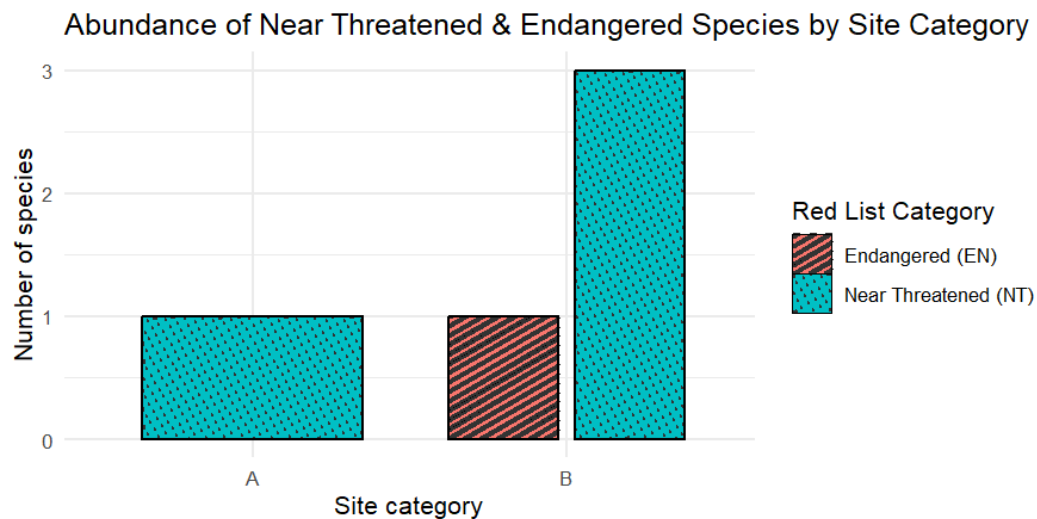 Abundance of Near Threatened & Endangered Species by Site Category
3
2
1
0
Number of species
A
B
Site category
Red List Category
Endangered (EN)
Near Threatened (NT)